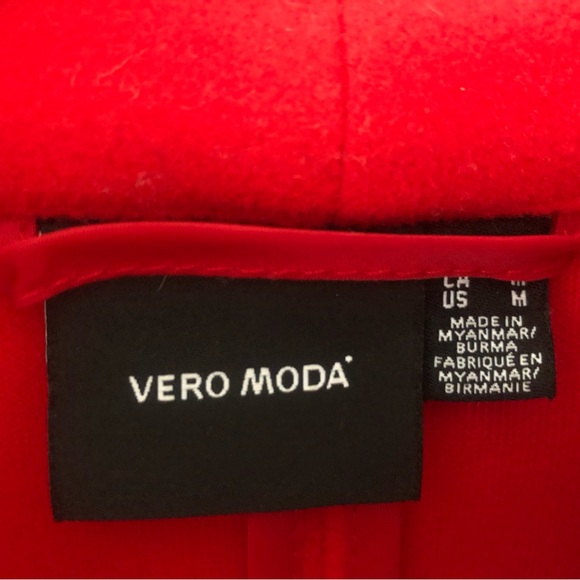 VERO MODA
US M
MADE IN
MYANMAR/
BURMA
FABRIQUÉ EN
MYANMAR/
BIRMANIE